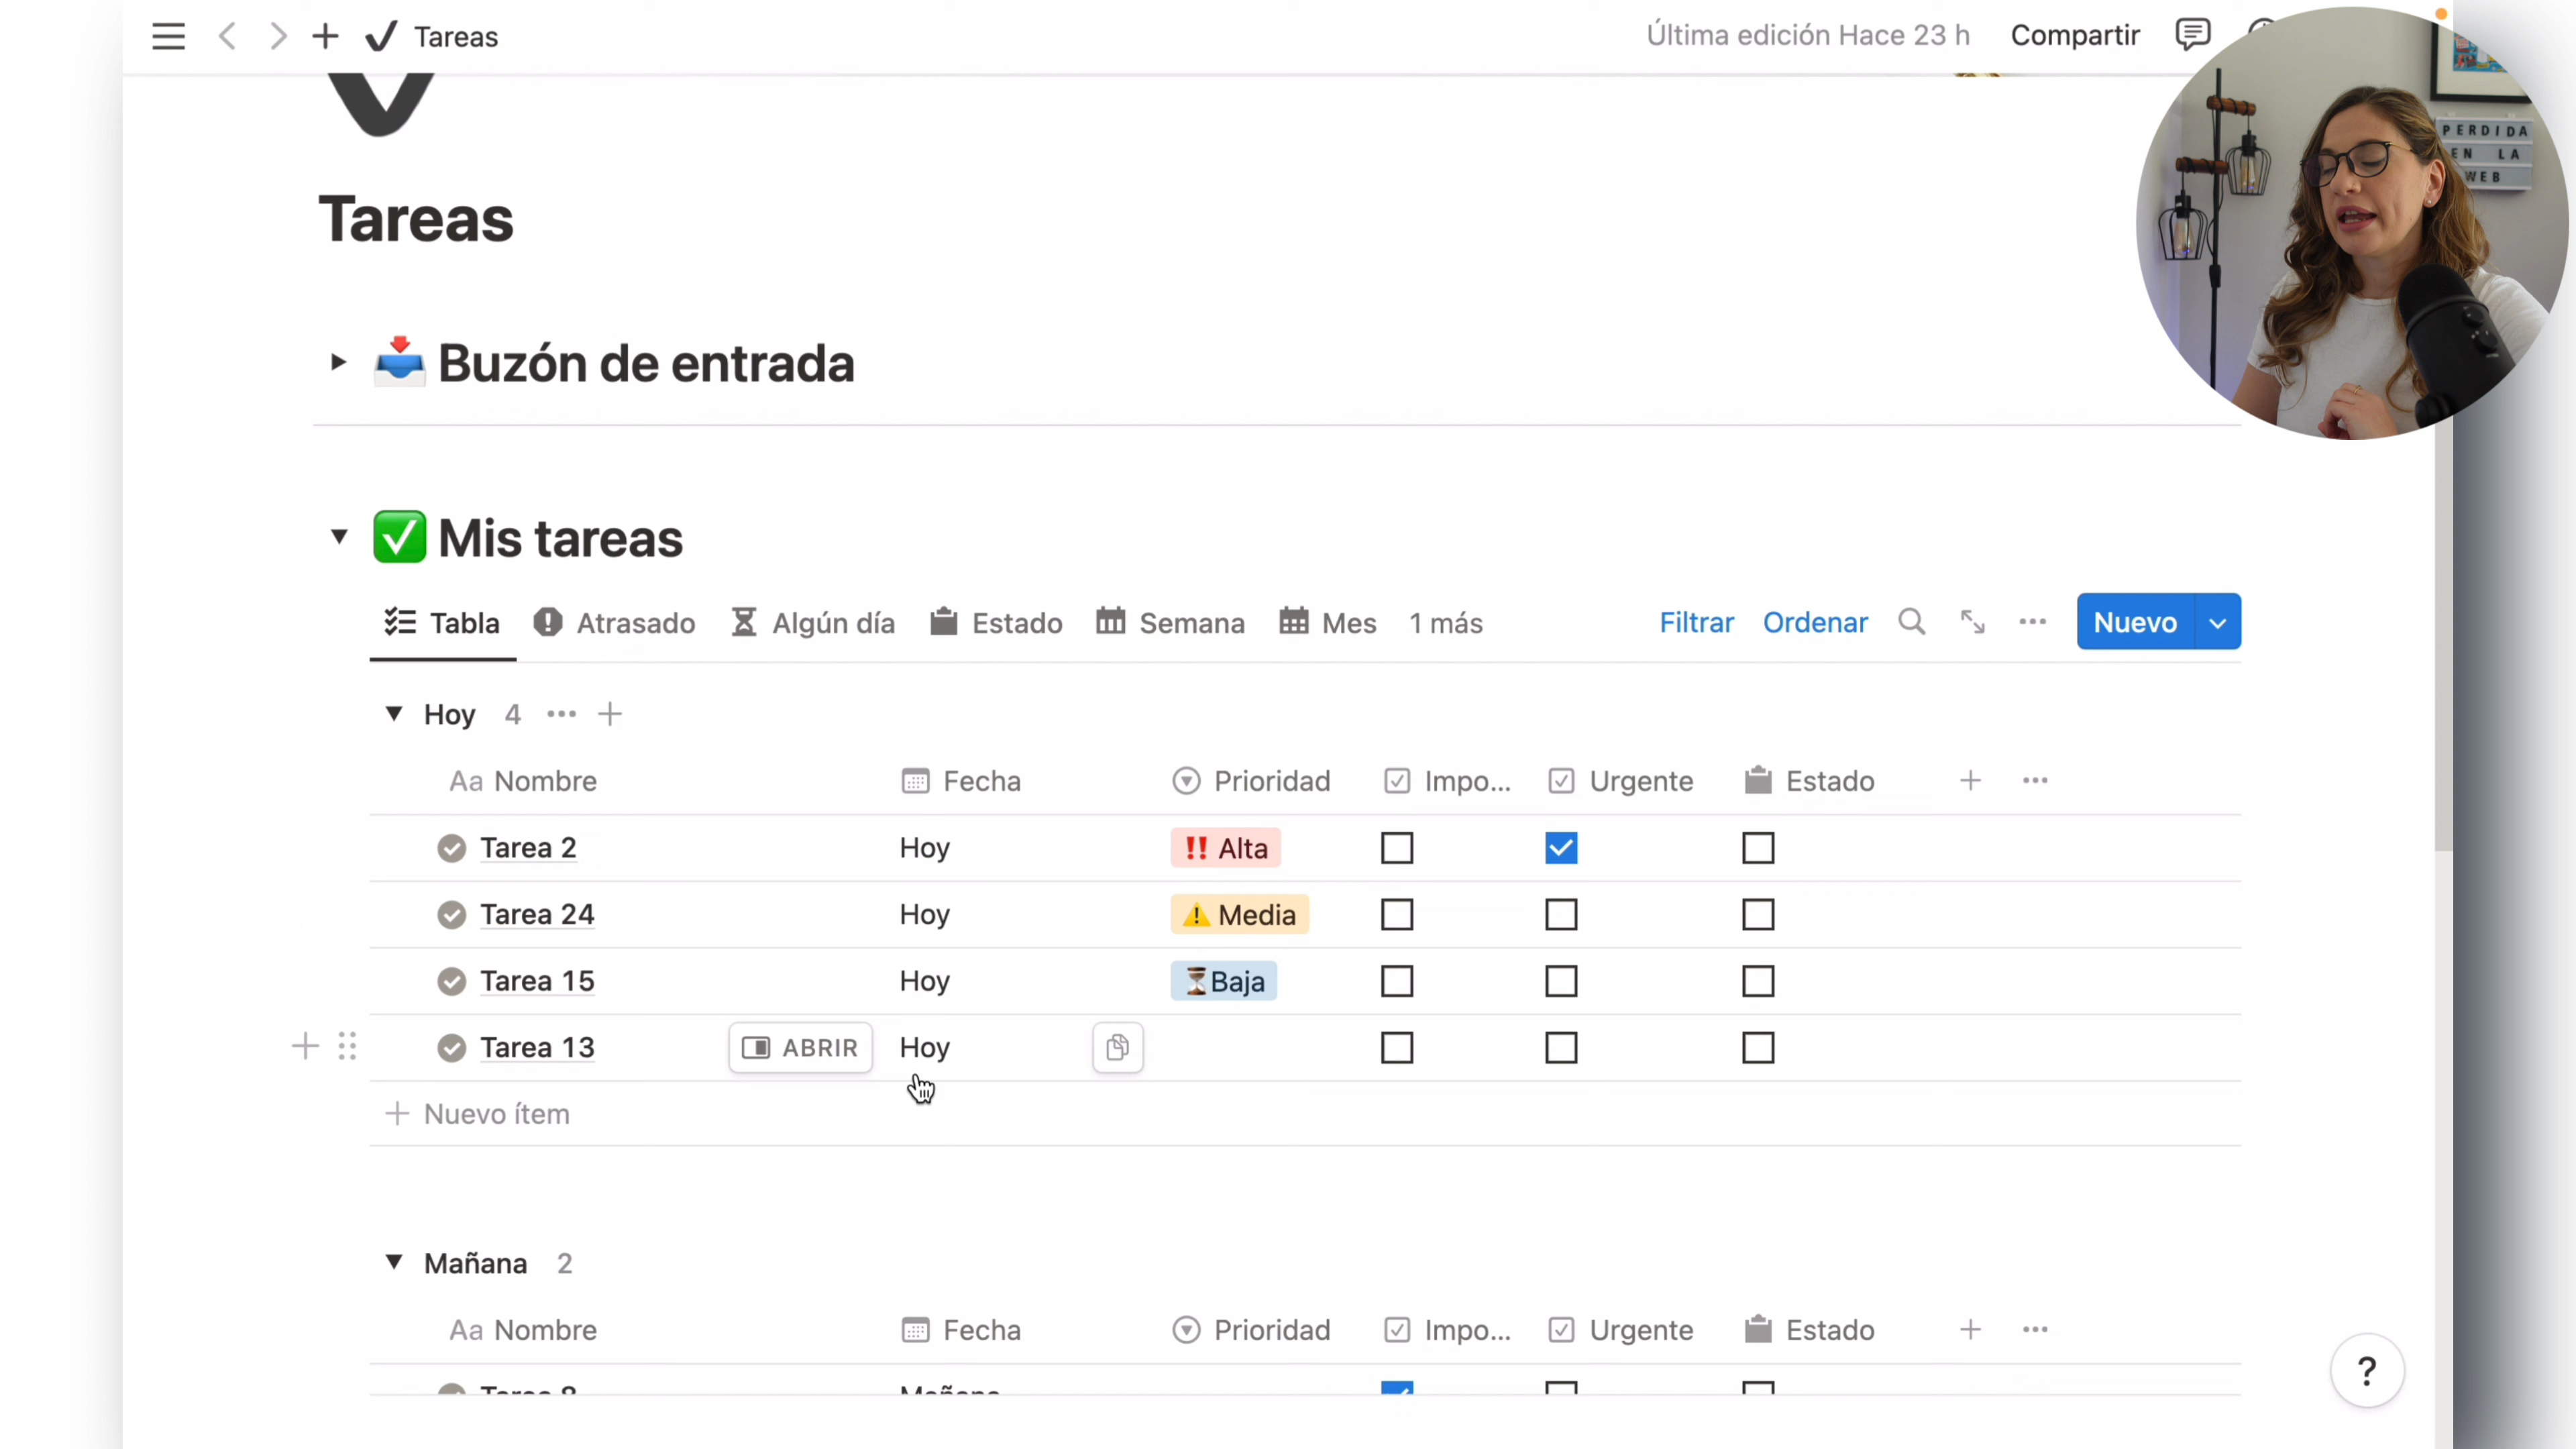 Tareas
Última edición Hace 23 h
Compartir
PERDIDA
EN LA
WEB
Tareas
Buzón de entrada
Mis tareas
Tabla Atrasado Algún día Estado Semana Mes 1 más Filtrar Ordenar Nuevo
Hoy 4
Aa Nombre Fecha Prioridad Impo... Urgente Estado
Tarea 2 Hoy Alta
Tarea 24 Hoy Media
Tarea 15 Hoy Baja
Tarea 13 ABRIR Hoy
Nuevo ítem
Mañana 2
Aa Nombre Fecha Prioridad Impo... Urgente Estado
Tarea 8 Mañana
?